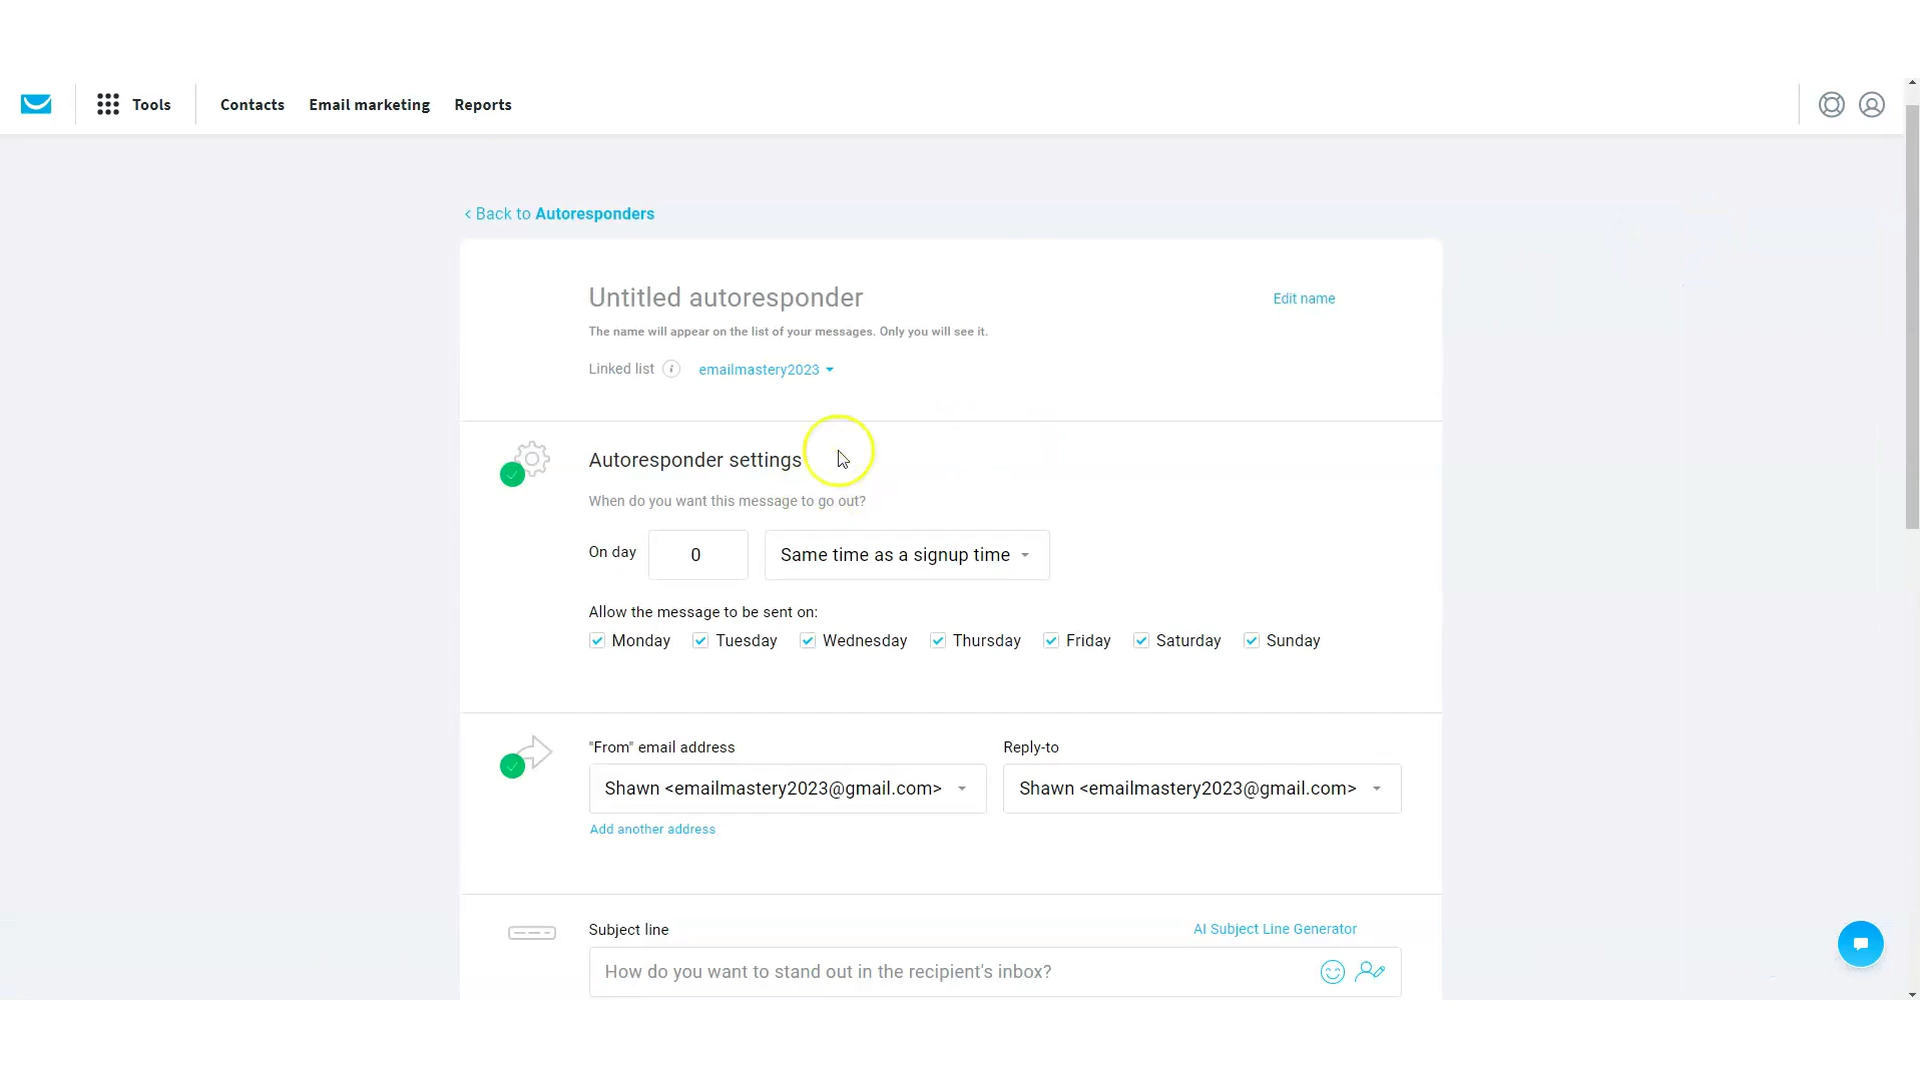 Tools
Contacts
Email marketing
Reports
< Back to Autoresponders
Untitled autoresponder
Edit name
The name will appear on the list of your messages. Only you will see it.
Linked list
i
emailmastery2023
Autoresponder settings
When do you want this message to go out?
On day
0
Same time as a signup time
Allow the message to be sent on:
Monday Tuesday Wednesday Thursday Friday Saturday Sunday
"From" email address
Reply-to
Shawn <emailmastery2023@gmail.com>
Shawn <emailmastery2023@gmail.com>
Add another address
Subject line
AI Subject Line Generator
How do you want to stand out in the recipient's inbox?